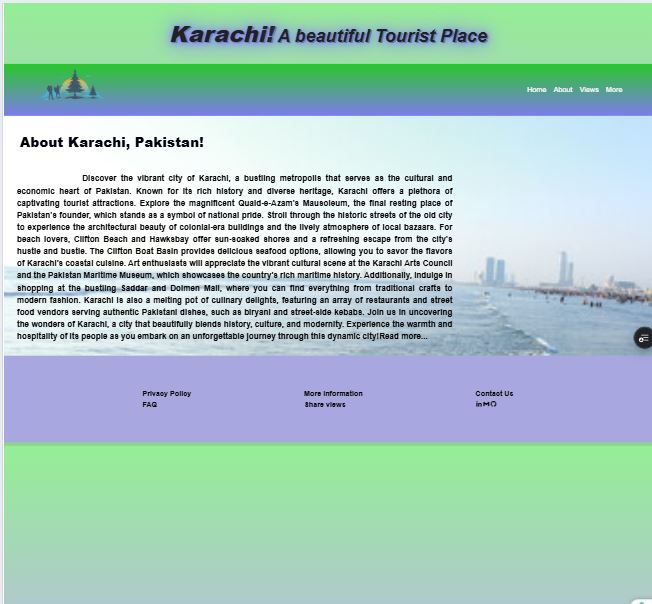 Karachi! A beautiful Tourist Place
Home About Views More
About Karachi, Pakistan!
Discover the vibrant city of Karachi, a bustling metropolis that serves as the cultural and
economic heart of Pakistan. Known for its rich history and diverse heritage, Karachi offers a plethora of
captivating tourist attractions. Explore the magnificent Quaid-e-Azam's Mausoleum, the final resting place of
Pakistan's founder, which stands as a symbol of national pride. Stroll through the historic streets of the old city
to experience the architectural beauty of colonial-era buildings and the lively atmosphere of local bazaars. For
beach lovers, Clifton Beach and Hawksbay offer sun-soaked shores and a refreshing escape from the city's
hustle and bustle. The Clifton Boat Basin provides delicious seafood options, allowing you to savor the flavors
of Karachi's coastal cuisine. Art enthusiasts will appreciate the vibrant cultural scene at the Karachi Arts Council
and the Pakistan Maritime Museum, which showcases the country's rich maritime history. Additionally, indulge in
shopping at the bustling Saddar and Dolmen Mall, where you can find everything from traditional crafts to
modern fashion. Karachi is also a melting pot of culinary delights, featuring an array of restaurants and street
food vendors serving authentic Pakistani dishes, such as biryani and street-side kebabs. Join us in uncovering
the wonders of Karachi, a city that beautifully blends history, culture, and modernity. Experience the warmth and
hospitality of its people as you embark on an unforgettable journey through this dynamic city!Read more...
Privacy Policy More Information Contact Us
FAQ Share views